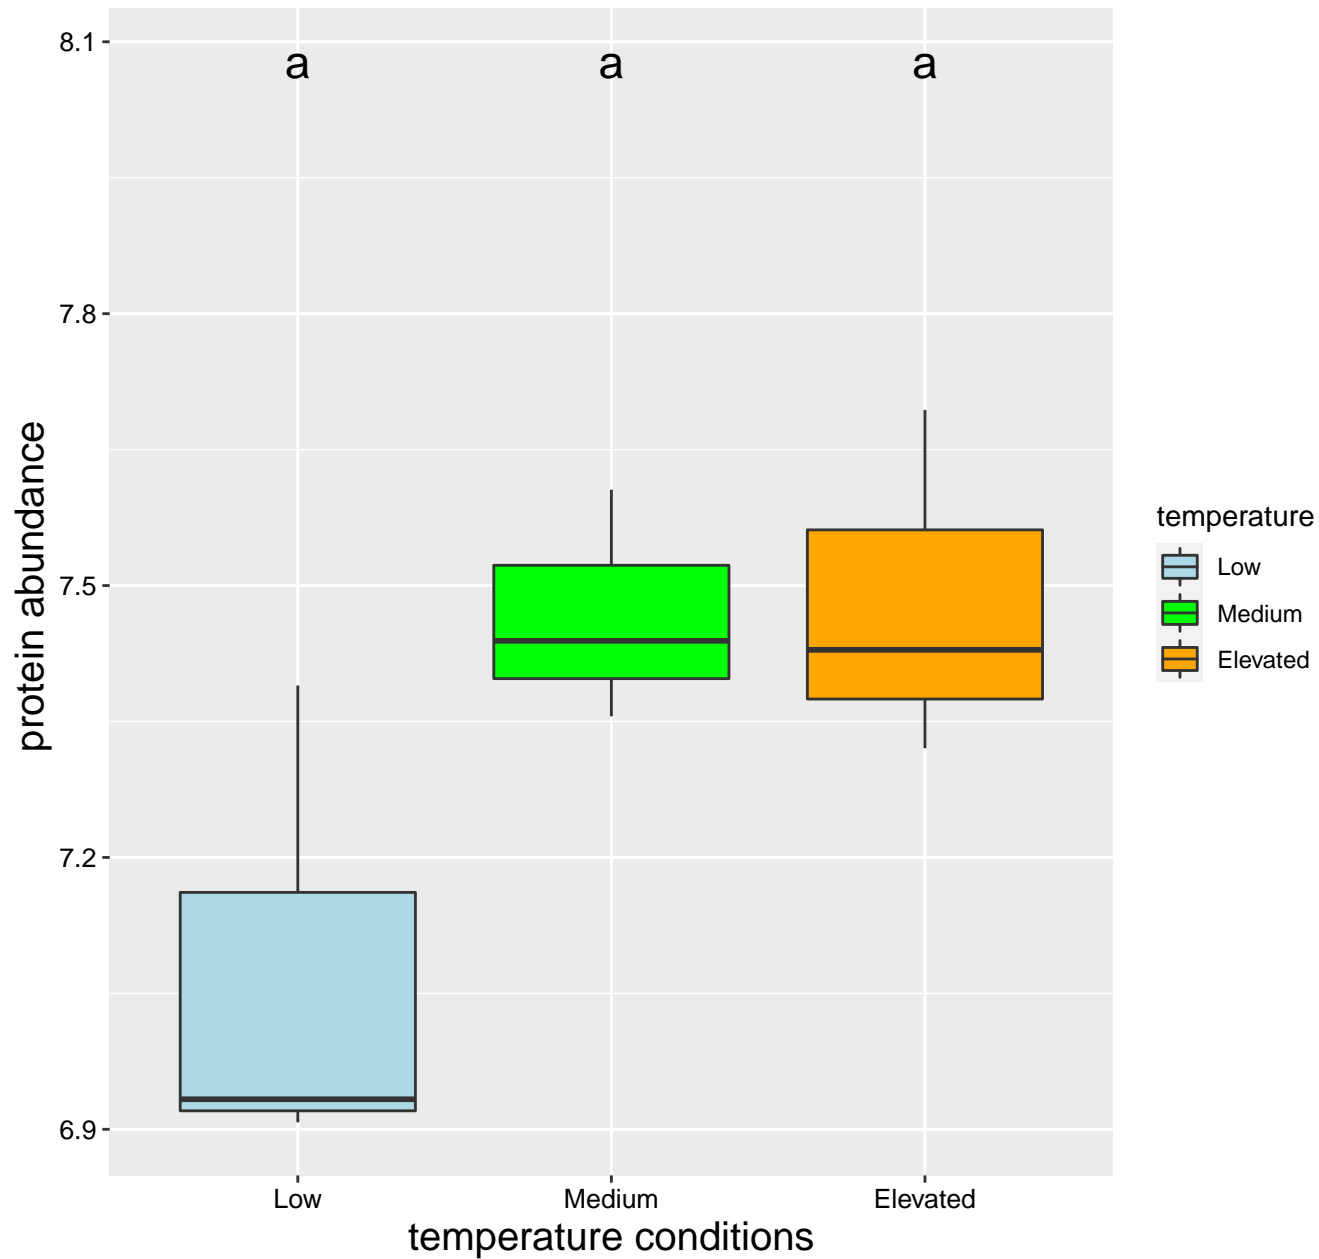 8.1
7.8
7.5
7.2
6.9
protein abundance
a a a
Low Medium Elevated
temperature conditions
temperature
Low
Medium
Elevated